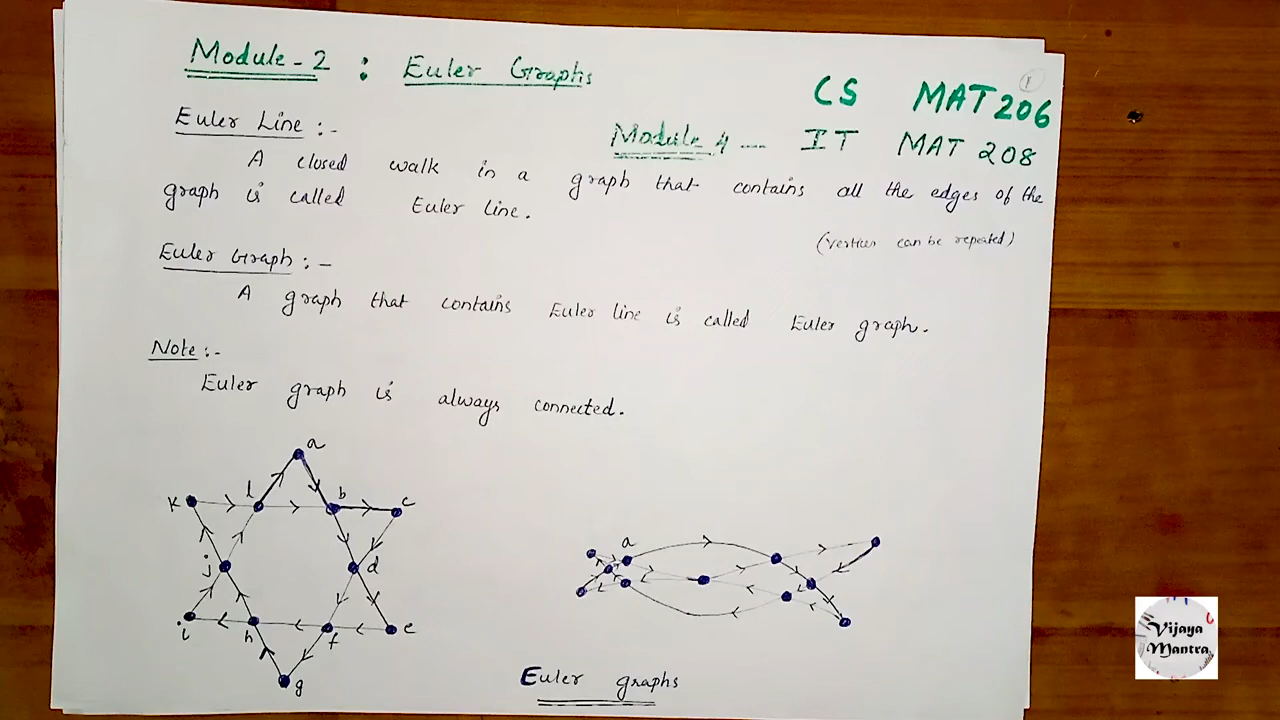 Module-2 : Euler Graphs
1
CS MAT206
Module 4 .... IT MAT 208
Euler Line :-
A closed walk in a graph that contains all the edges of the
graph is called Euler line.
(vertices can be repeated)
Euler Graph :-
A graph that contains Euler line is called Euler graph.
Note :-
Euler graph is always connected.
a
k l b c
j d
i h f e
g
a
Euler graphs
Vijaya
Mantra